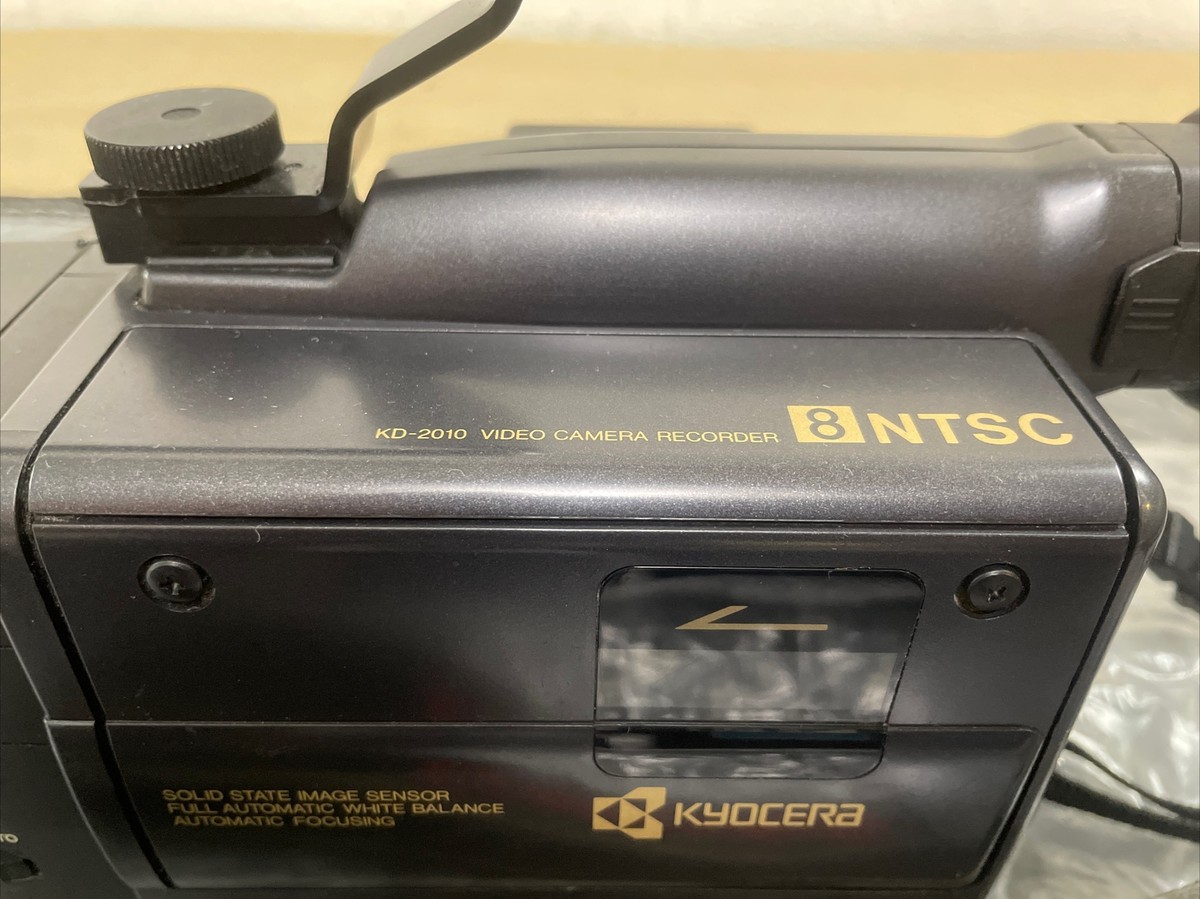 KD-2010 VIDEO CAMERA RECORDER 8 NTSC
SOLID STATE IMAGE SENSOR
FULL AUTOMATIC WHITE BALANCE
AUTOMATIC FOCUSING
KYOCERA